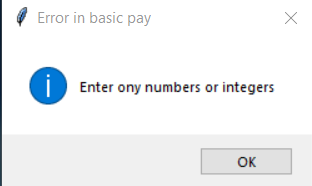 Error in basic pay
Enter ony numbers or integers
OK